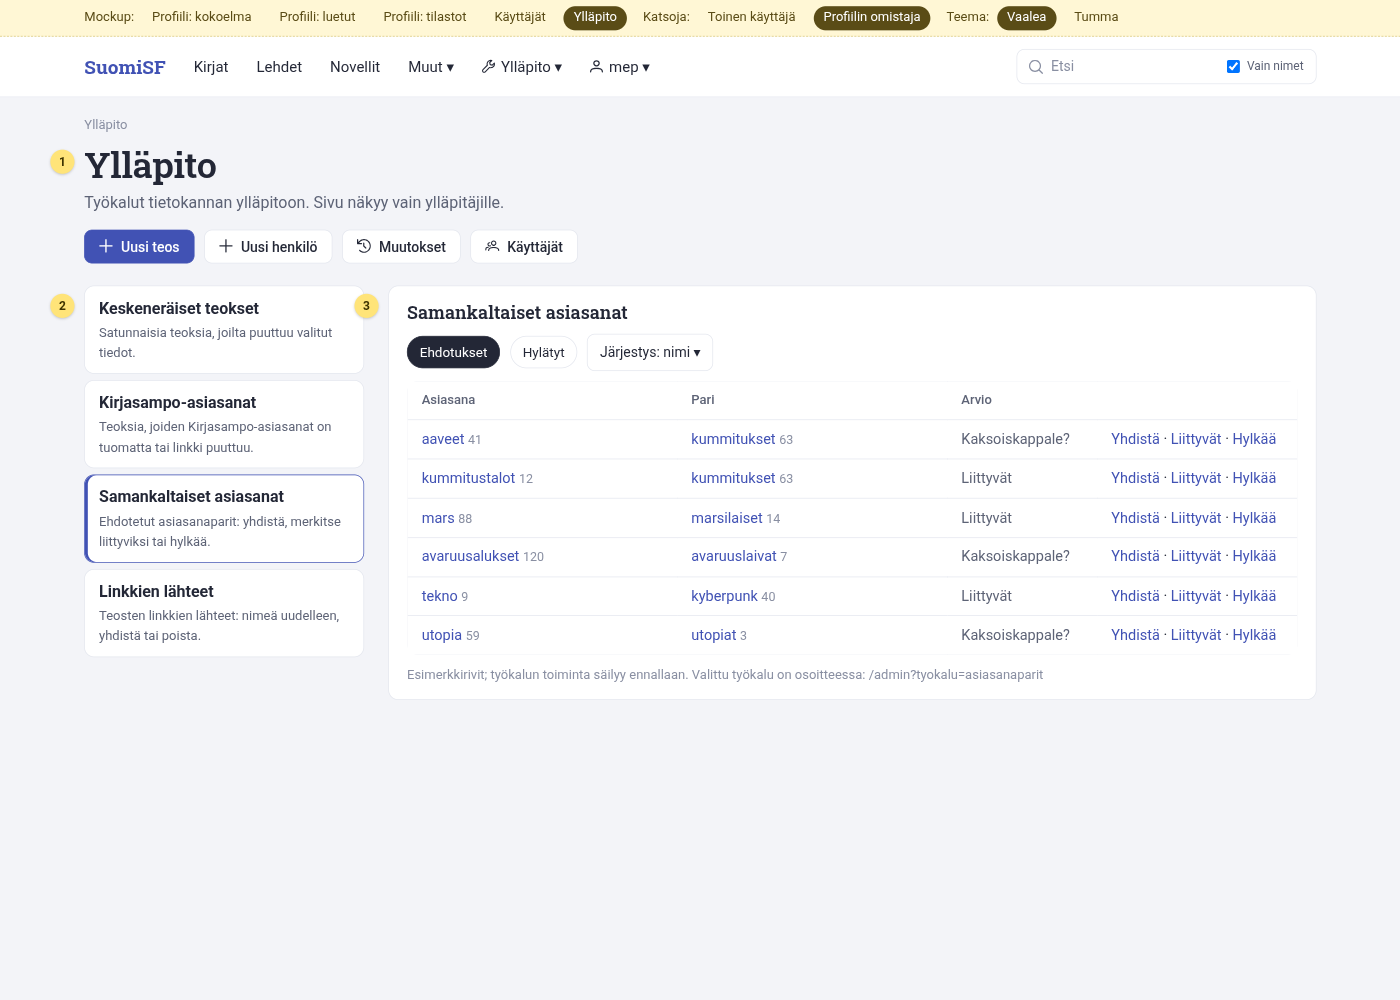 Mockup: Profiili: kokoelma Profiili: luetut Profiili: tilastot Käyttäjät Ylläpito Katsoja: Toinen käyttäjä Profiilin omistaja Teema: Vaalea Tumma
SuomiSF Kirjat Lehdet Novellit Muut ▾ Ylläpito ▾ mep ▾ Etsi Vain nimet
Ylläpito
1 Ylläpito
Työkalut tietokannan ylläpitoon. Sivu näkyy vain ylläpitäjille.
Uusi teos Uusi henkilö Muutokset Käyttäjät
2 Keskeneräiset teokset
Satunnaisia teoksia, joilta puuttuu valitut
tiedot.
Kirjasampo-asiasanat
Teoksia, joiden Kirjasampo-asiasanat on
tuomatta tai linkki puuttuu.
Samankaltaiset asiasanat
Ehdotetut asiasanaparit: yhdistä, merkitse
liittyviksi tai hylkää.
Linkkien lähteet
Teosten linkkien lähteet: nimeä uudelleen,
yhdistä tai poista.
3 Samankaltaiset asiasanat
Ehdotukset Hylätyt Järjestys: nimi ▾
Asiasana Pari Arvio
aaveet 41 kummitukset 63 Kaksoiskappale? Yhdistä · Liittyvät · Hylkää
kummitustalot 12 kummitukset 63 Liittyvät Yhdistä · Liittyvät · Hylkää
mars 88 marsilaiset 14 Liittyvät Yhdistä · Liittyvät · Hylkää
avaruusalukset 120 avaruuslaivat 7 Kaksoiskappale? Yhdistä · Liittyvät · Hylkää
tekno 9 kyberpunk 40 Liittyvät Yhdistä · Liittyvät · Hylkää
utopia 59 utopiat 3 Kaksoiskappale? Yhdistä · Liittyvät · Hylkää
Esimerkkirivit; työkalun toiminta säilyy ennallaan. Valittu työkalu on osoitteessa: /admin?tyokalu=asiasanaparit